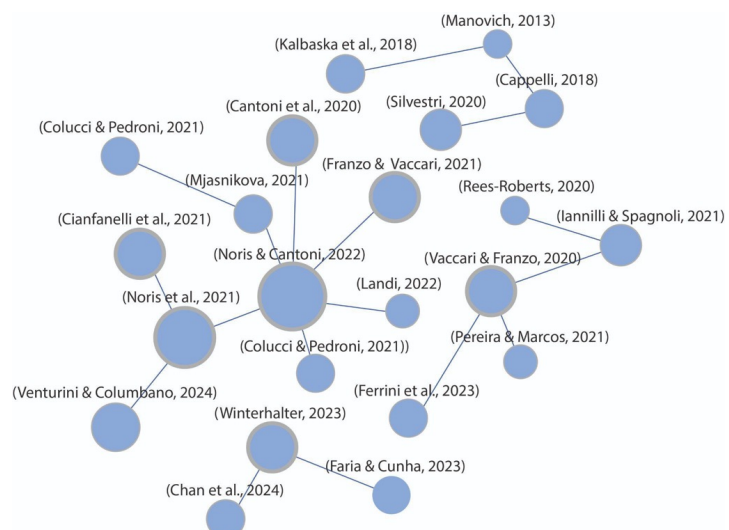 (Manovich, 2013)
(Kalbaska et al., 2018)
(Cappelli, 2018)
(Silvestri, 2020)
(Cantoni et al., 2020)
(Colucci & Pedroni, 2021)
(Franzo & Vaccari, 2021)
(Mjasnikova, 2021)
(Rees-Roberts, 2020)
(Cianfanelli et al., 2021)
(Iannilli & Spagnoli, 2021)
(Noris & Cantoni, 2022)
(Vaccari & Franzo, 2020)
(Landi, 2022)
(Noris et al., 2021)
(Pereira & Marcos, 2021)
(Colucci & Pedroni, 2021))
(Venturini & Columbano, 2024)
(Ferrini et al., 2023)
(Winterhalter, 2023)
(Faria & Cunha, 2023)
(Chan et al., 2024)